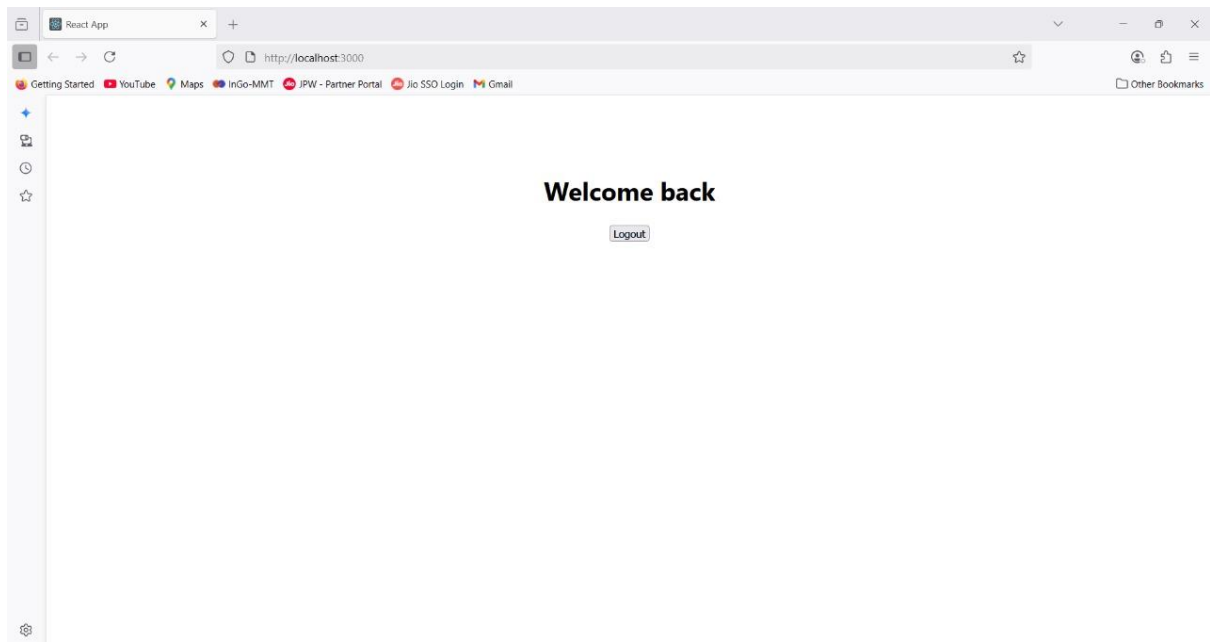 React App
http://localhost:3000
Getting Started YouTube Maps InGo-MMT JPW - Partner Portal Jio SSO Login Gmail Other Bookmarks
Welcome back
Logout